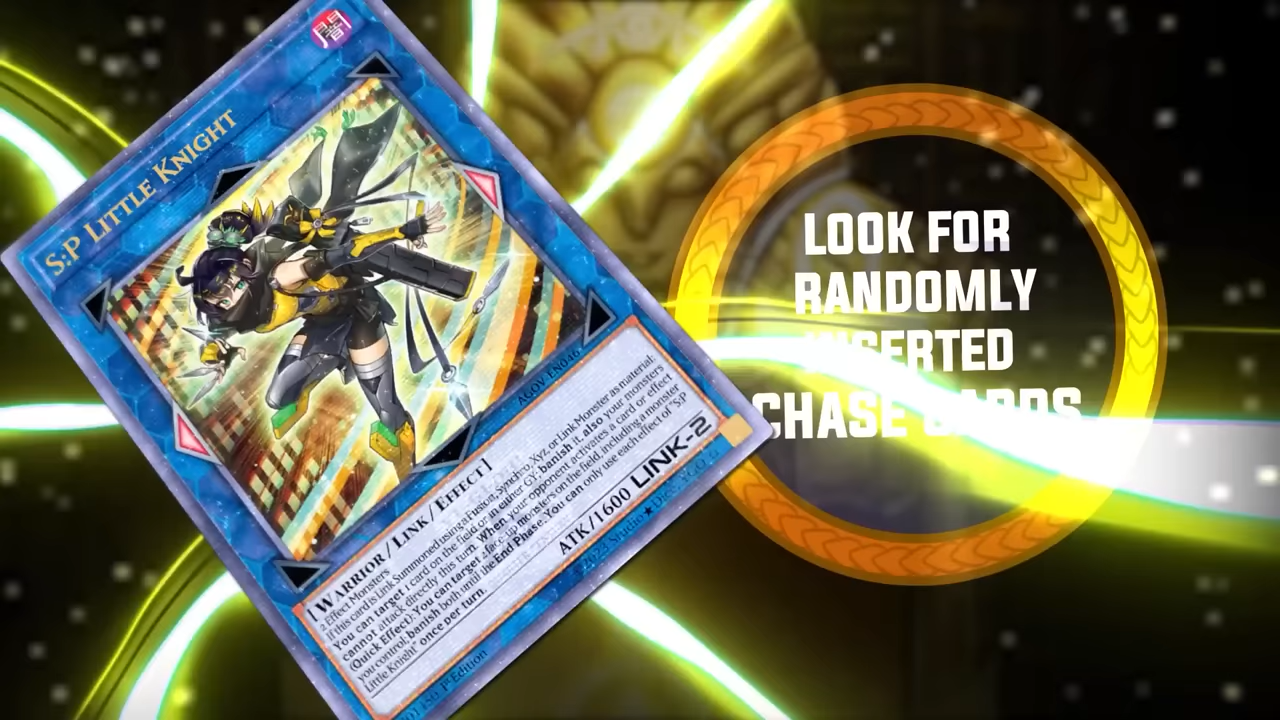 闇
S:P LITTLE KNIGHT
AGOV-EN046
[WARRIOR / LINK / EFFECT]
2 Effect Monsters
If this card is Link Summoned using a Fusion, Synchro, Xyz, or Link Monster as material:
You can target 1 card on the field or in either GY; banish it, also your monsters
cannot attack directly this turn. When your opponent activates a card or effect
(Quick Effect): You can target 2 face-up monsters on the field, including a monster
you control; banish both until the End Phase. You can only use each effect of "S:P
Little Knight" once per turn.
ATK/1600 LINK-2
1st Edition
LOOK FOR
RANDOMLY
INSERTED
CHASE CARDS